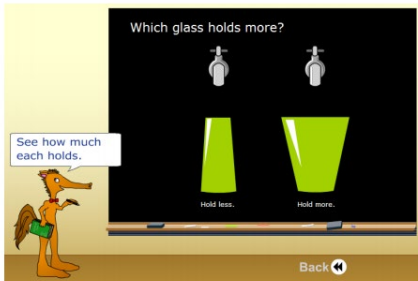 Which glass holds more?
See how much
each holds.
Hold less.
Hold more.
Back